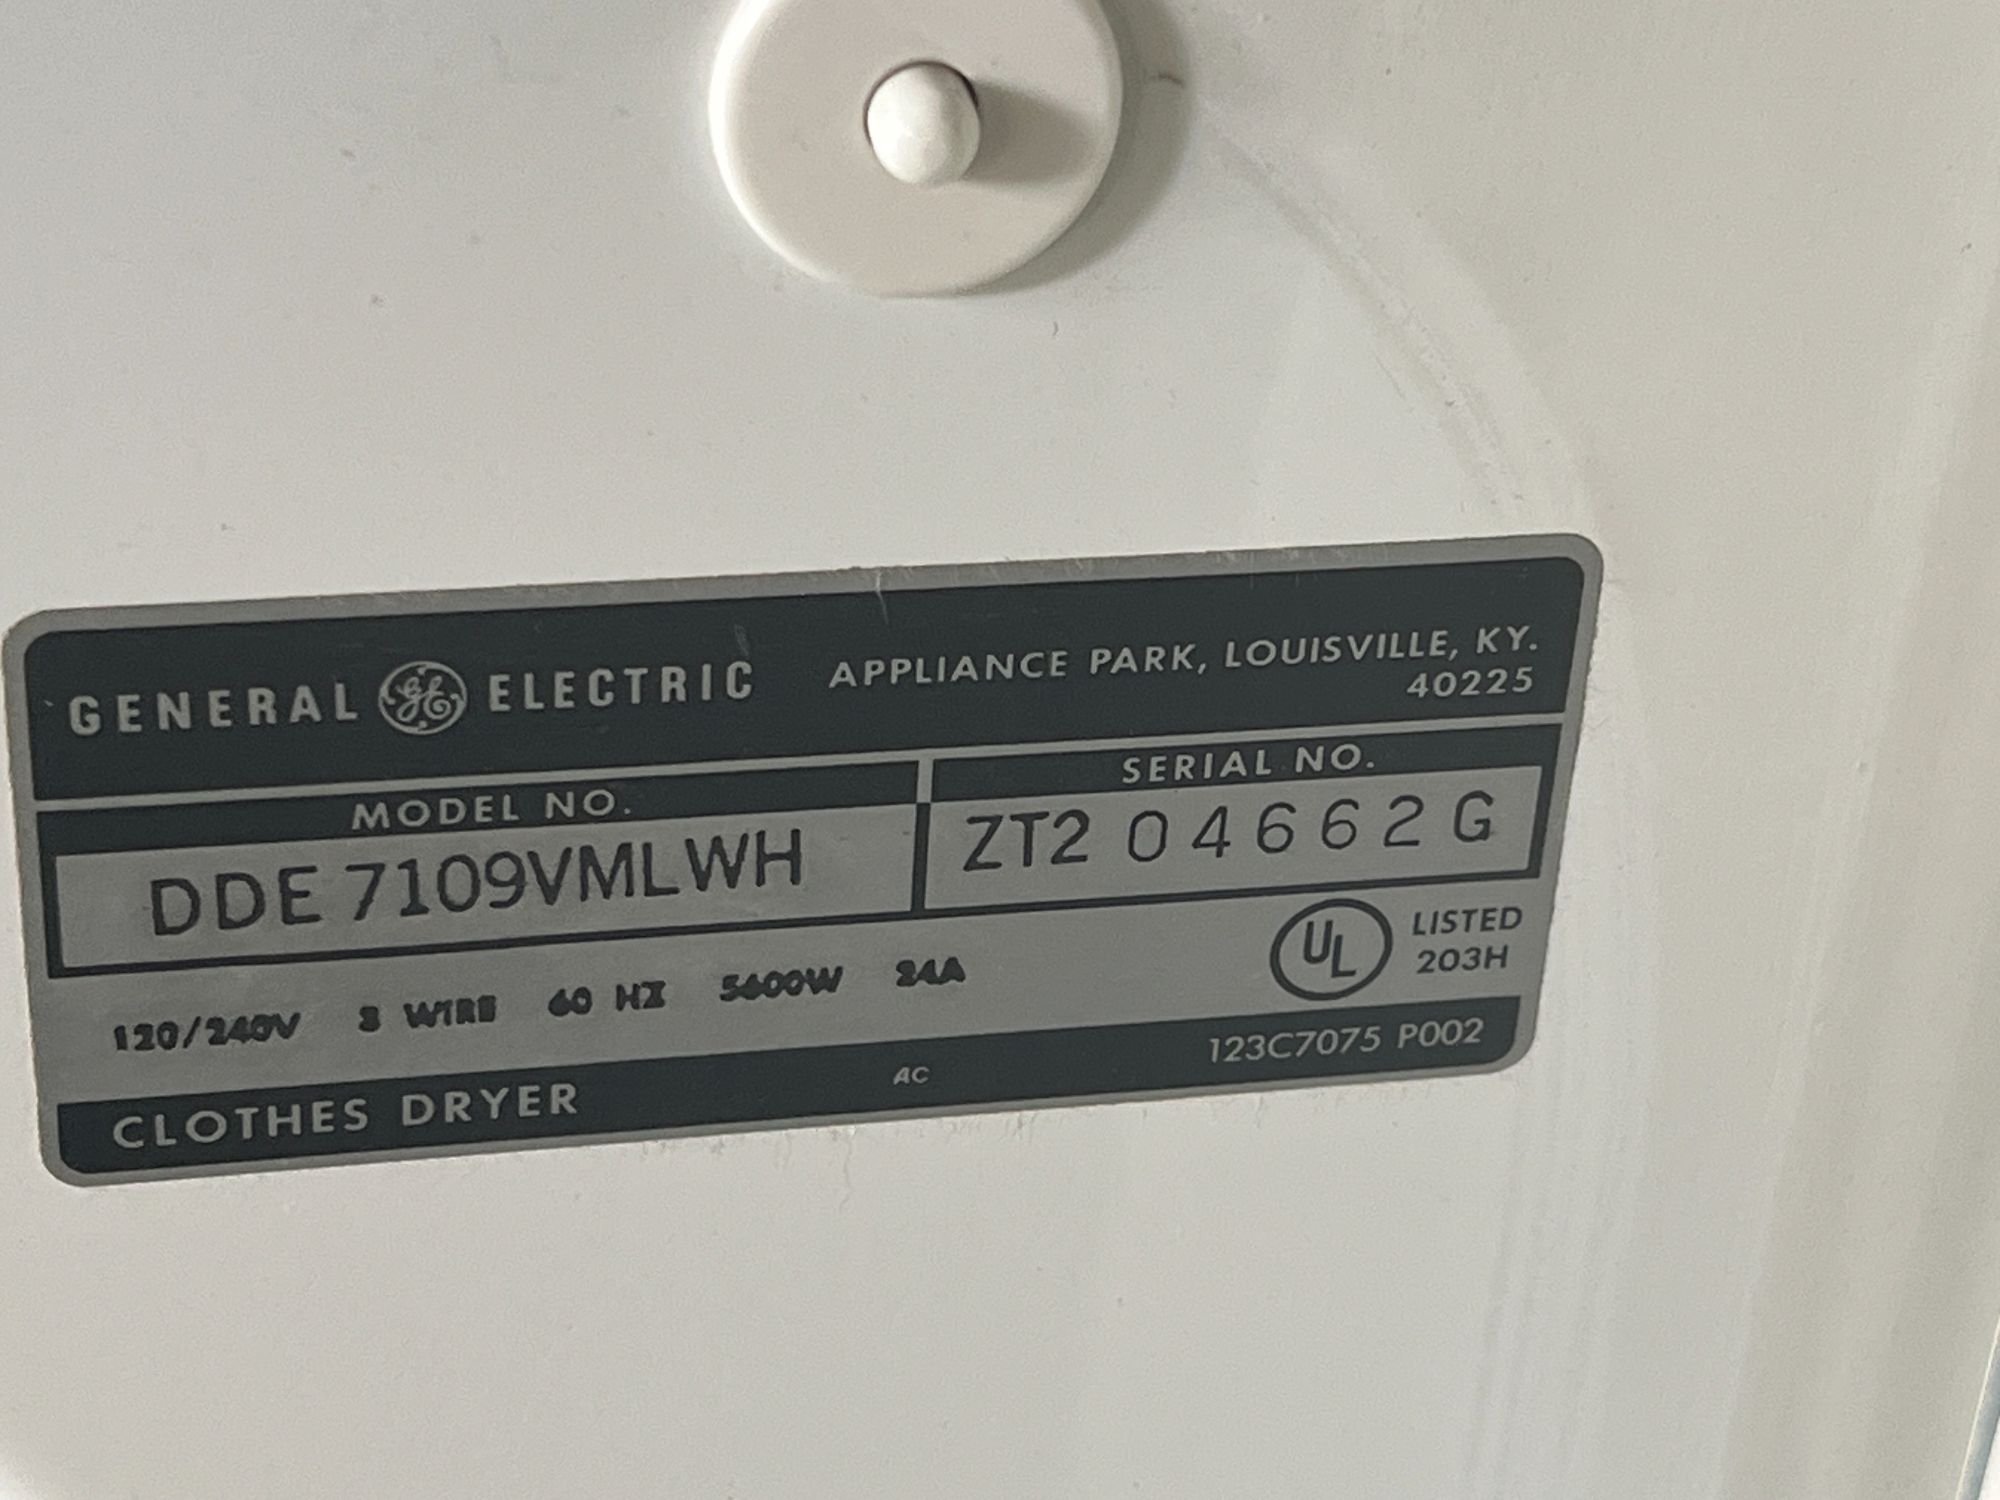 GENERAL GE ELECTRIC APPLIANCE PARK, LOUISVILLE, KY.
40225
MODEL NO. SERIAL NO.
DDE 7109VMLWH ZT2 04662G
120/240V 3 WIRE 60 HZ 5600W 24A
UL LISTED
203H
CLOTHES DRYER AC 123C7075 P002